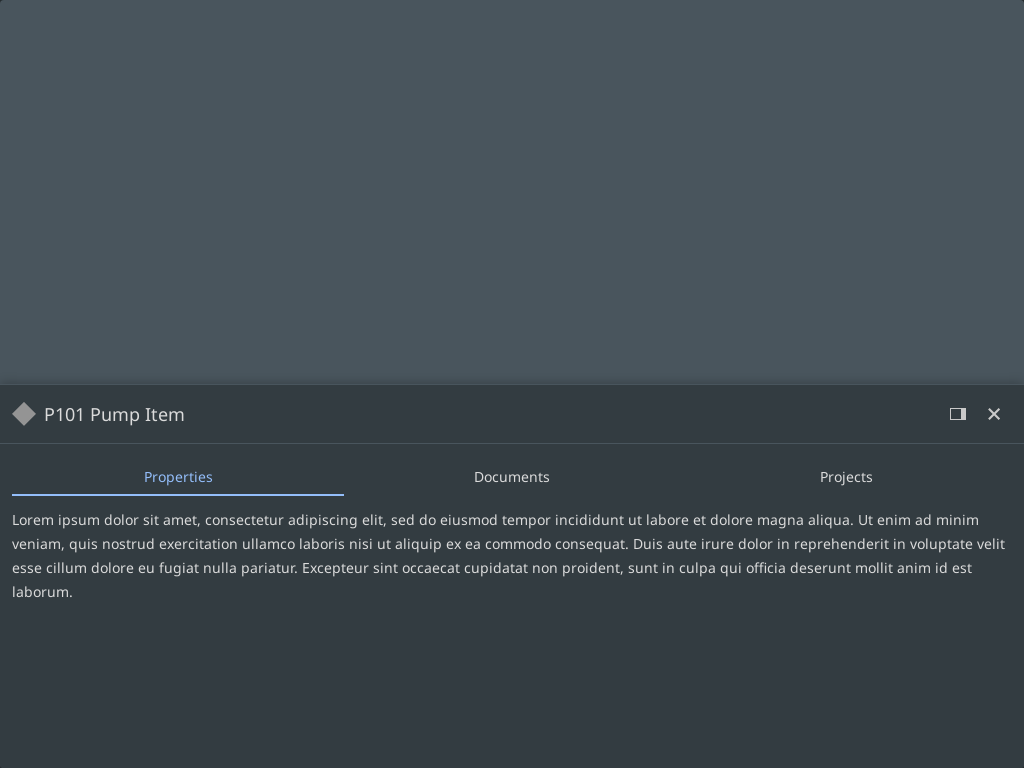 P101 Pump Item
Properties
Documents
Projects
Lorem ipsum dolor sit amet, consectetur adipiscing elit, sed do eiusmod tempor incididunt ut labore et dolore magna aliqua. Ut enim ad minim
veniam, quis nostrud exercitation ullamco laboris nisi ut aliquip ex ea commodo consequat. Duis aute irure dolor in reprehenderit in voluptate velit
esse cillum dolore eu fugiat nulla pariatur. Excepteur sint occaecat cupidatat non proident, sunt in culpa qui officia deserunt mollit anim id est
laborum.